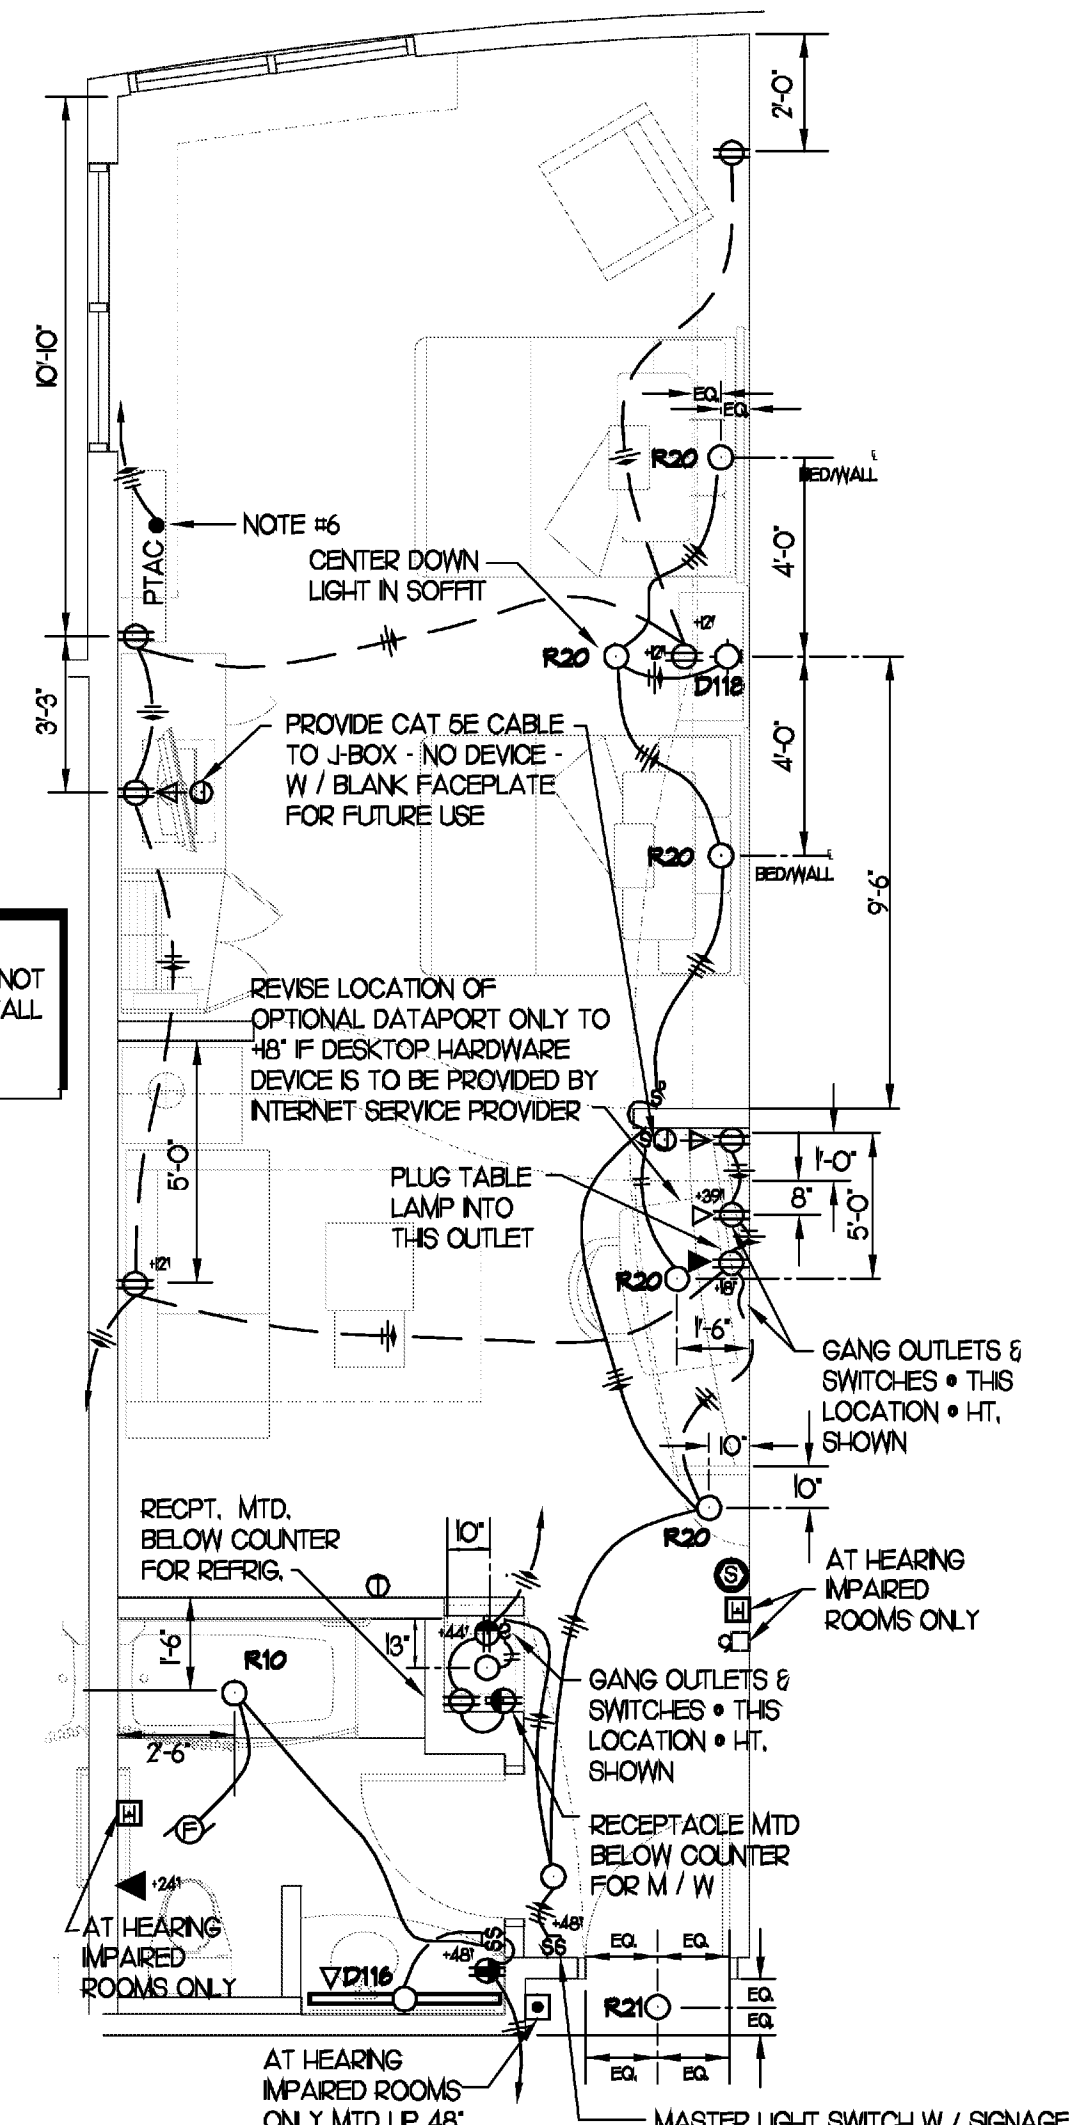 2'-0"
10'-10"
EQ.
EQ.
R20
BED/WALL
NOTE #6
PTAC
CENTER DOWN
LIGHT IN SOFFIT
4'-0"
+12"
+12"
R20
D118
3'-3"
PROVIDE CAT 5E CABLE
TO J-BOX - NO DEVICE -
W / BLANK FACEPLATE
FOR FUTURE USE
4'-0"
R20
BED/WALL
9'-6"
NOT
ALL
REVISE LOCATION OF
OPTIONAL DATAPORT ONLY TO
+18" IF DESKTOP HARDWARE
DEVICE IS TO BE PROVIDED BY
INTERNET SERVICE PROVIDER
S
S
5'-0"
1'-0"
8"
5'-0"
PLUG TABLE
LAMP INTO
THIS OUTLET
+39"
+12"
R20
+18"
1'-6"
GANG OUTLETS &
SWITCHES @ THIS
LOCATION @ HT.
SHOWN
10"
10"
R20
RECPT. MTD.
BELOW COUNTER
FOR REFRIG.
10"
S
AT HEARING
IMPAIRED
ROOMS ONLY
H
1'-6"
13"
+44"
R10
GANG OUTLETS &
SWITCHES @ THIS
LOCATION @ HT.
SHOWN
2'-6"
H
F
RECEPTACLE MTD
BELOW COUNTER
FOR M / W
+24"
AT HEARING
IMPAIRED
ROOMS ONLY
SS
+48"
+48"
SS
EQ.
EQ.
D116
R21
EQ.
EQ.
EQ.
EQ.
AT HEARING
IMPAIRED ROOMS
ONLY MTD UP 48"
MASTER LIGHT SWITCH W / SIGNAGE